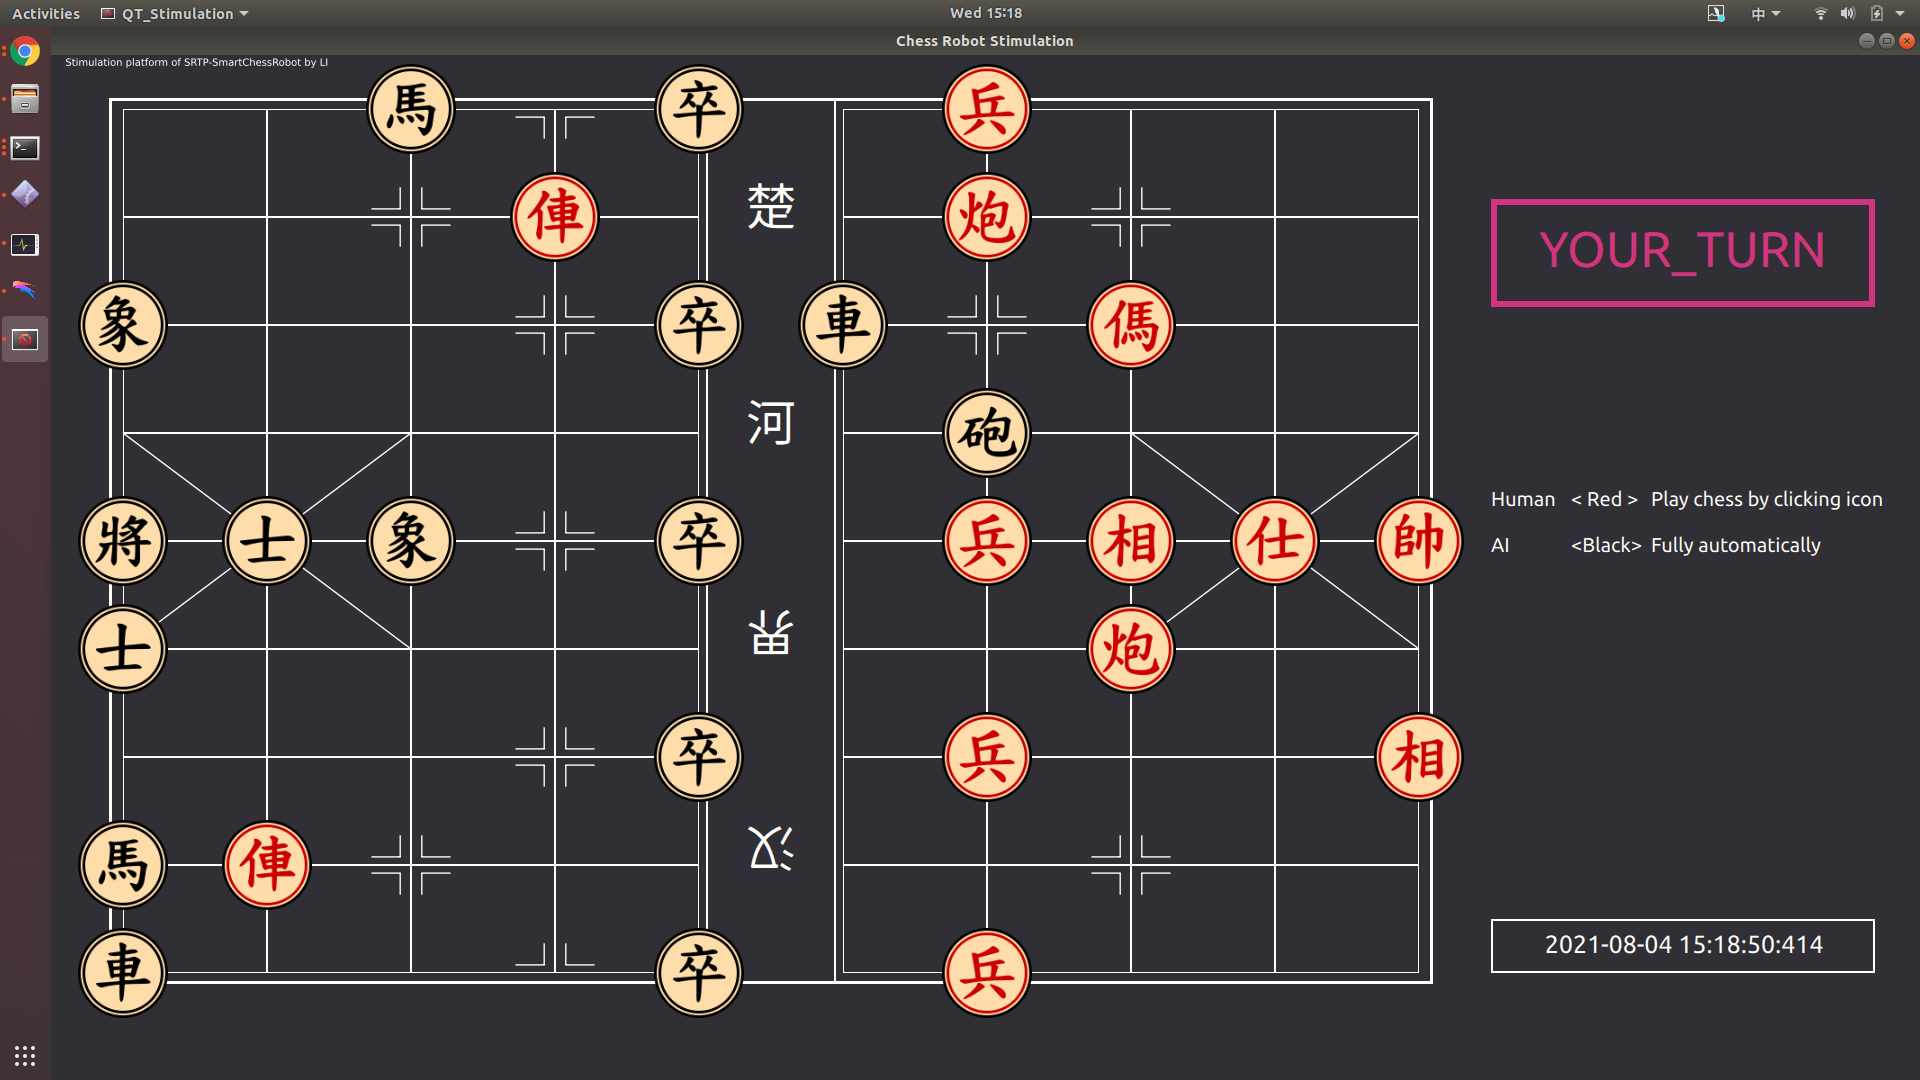 Activities
QT_Stimulation
Wed 15:18
中
Chess Robot Stimulation
Stimulation platform of SRTP-SmartChessRobot by LI
馬 卒 兵
俥 楚 炮
YOUR_TURN
象 卒 車 傌
河 砲
Human < Red > Play chess by clicking icon
將 士 象 卒 兵 相 仕 帥
AI <Black> Fully automatically
士 界 炮
卒 兵 相
馬 俥 汉
2021-08-04 15:18:50:414
車 卒 兵